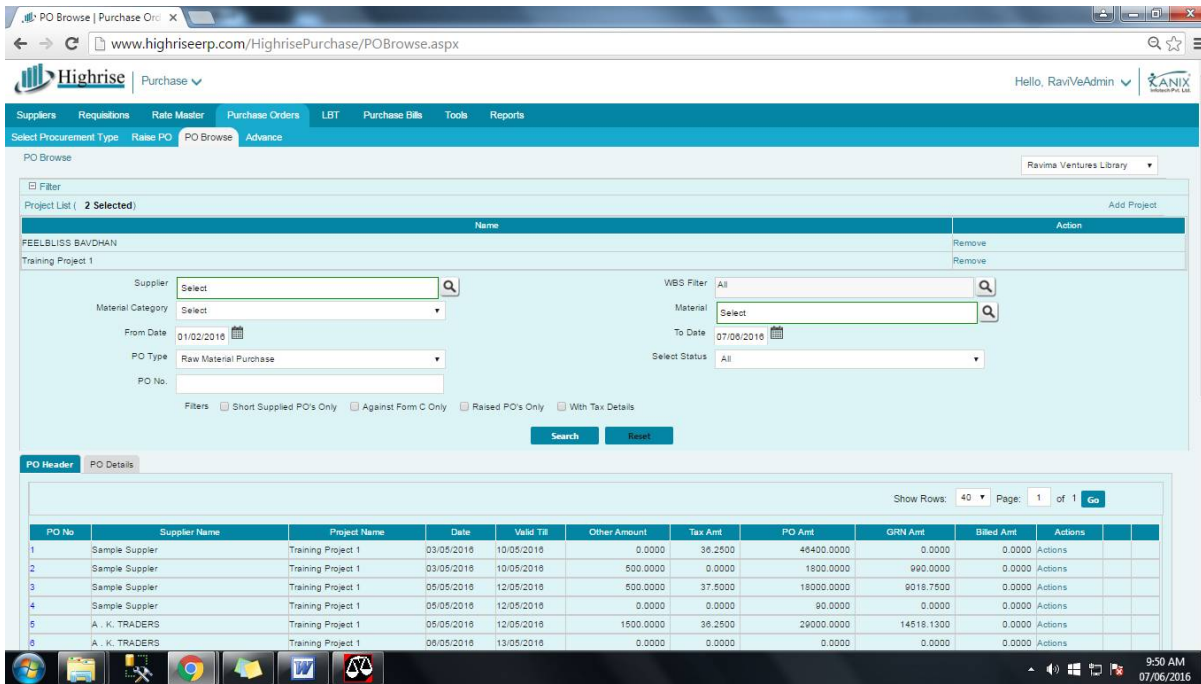 PO Browse | Purchase Ord
www.highriseerp.com/HighrisePurchase/POBrowse.aspx
Highrise | Purchase Hello, RaviVeAdmin KANIX
Infotech Pvt. Ltd.
Suppliers Requisitions Rate Master Purchase Orders LBT Purchase Bills Tools Reports
Select Procurement Type Raise PO PO Browse Advance
PO Browse Ravima Ventures Library
Filter
Project List ( 2 Selected) Add Project
Name Action
FEELBLISS BAVDHAN Remove
Training Project 1 Remove
Supplier Select WBS Filter All
Material Category Select Material Select
From Date 01/02/2016 To Date 07/06/2016
PO Type Raw Material Purchase Select Status All
PO No.
Filters Short Supplied PO's Only Against Form C Only Raised PO's Only With Tax Details
Search Reset
PO Header PO Details
Show Rows: 40 Page: 1 of 1 Go
PO No Supplier Name Project Name Date Valid Till Other Amount Tax Amt PO Amt GRN Amt Billed Amt Actions
1 Sample Suppler Training Project 1 03/05/2016 10/05/2016 0.0000 36.2500 46400.0000 0.0000 0.0000 Actions
2 Sample Suppler Training Project 1 03/05/2016 10/05/2016 500.0000 0.0000 1800.0000 990.0000 0.0000 Actions
3 Sample Suppler Training Project 1 05/05/2016 12/05/2016 500.0000 37.5000 18000.0000 9018.7500 0.0000 Actions
4 Sample Suppler Training Project 1 05/05/2016 12/05/2016 0.0000 0.0000 90.0000 0.0000 0.0000 Actions
5 A . K. TRADERS Training Project 1 05/05/2016 12/05/2016 1500.0000 36.2500 29000.0000 14518.1300 0.0000 Actions
6 A . K. TRADERS Training Project 1 06/05/2016 13/05/2016 0.0000 0.0000 0.0000 0.0000 0.0000 Actions
9:50 AM
07/06/2016